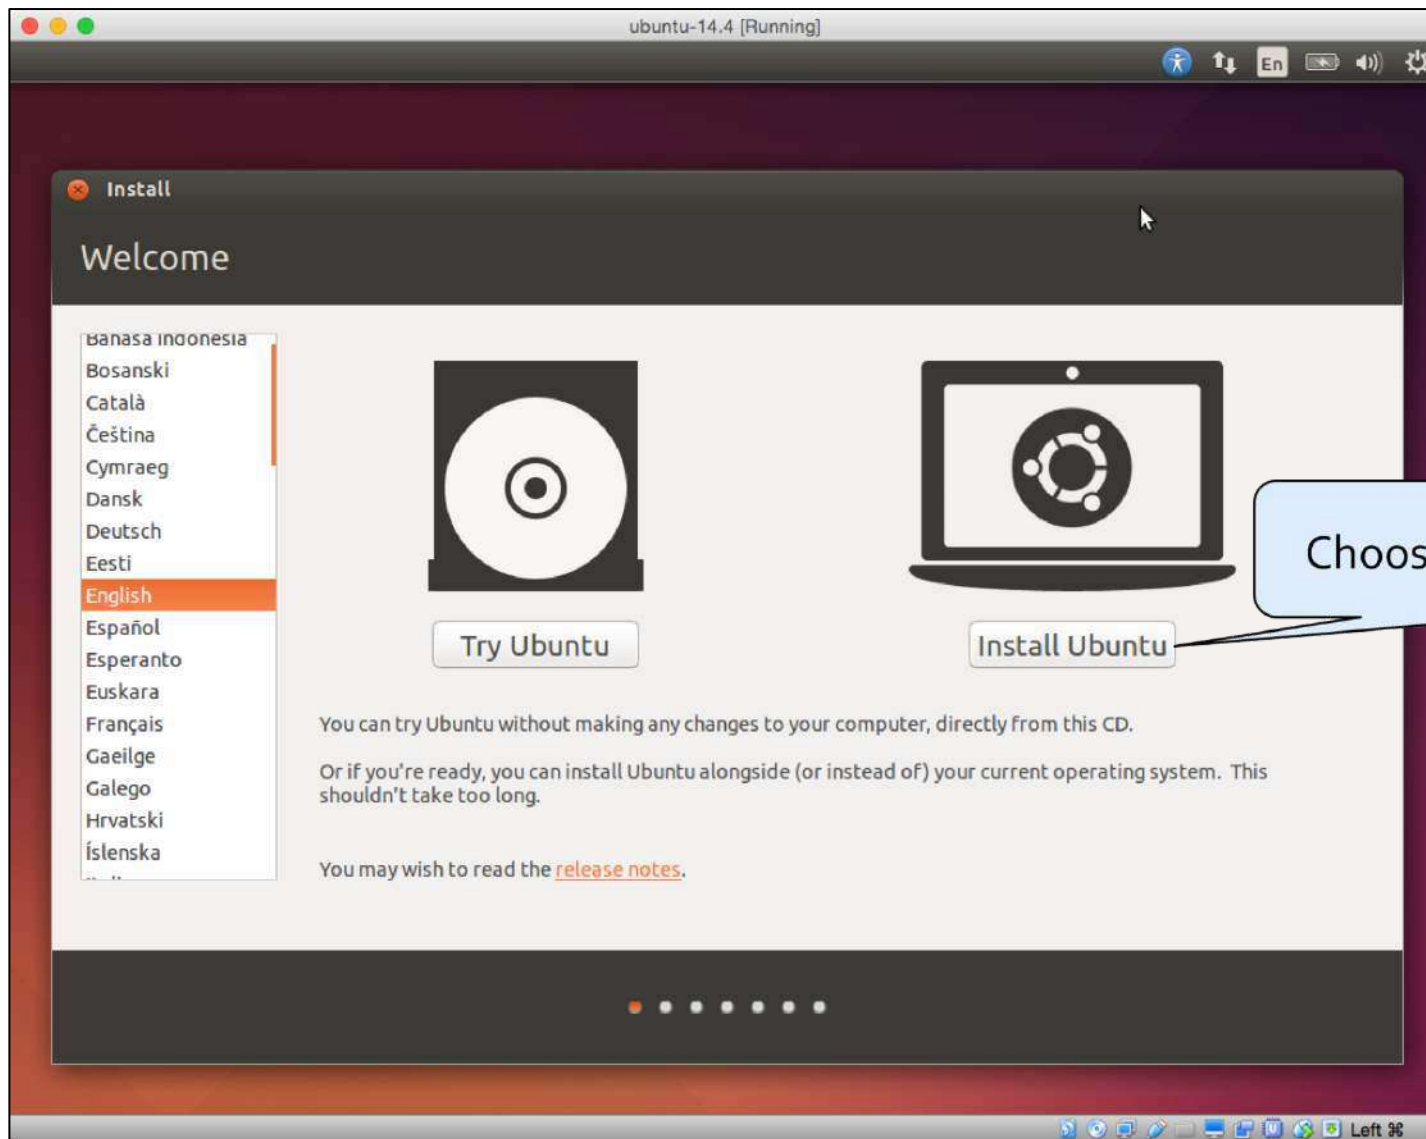 ubuntu-14.4 [Running]
En
Install
Welcome
Bahasa Indonesia
Bosanski
Català
Čeština
Cymraeg
Dansk
Deutsch
Eesti
English
Español
Esperanto
Euskara
Français
Gaeilge
Galego
Hrvatski
Íslenska
Try Ubuntu
Install Ubuntu
Choos
You can try Ubuntu without making any changes to your computer, directly from this CD.
Or if you're ready, you can install Ubuntu alongside (or instead of) your current operating system. This
shouldn't take too long.
You may wish to read the release notes.
Left ⌘